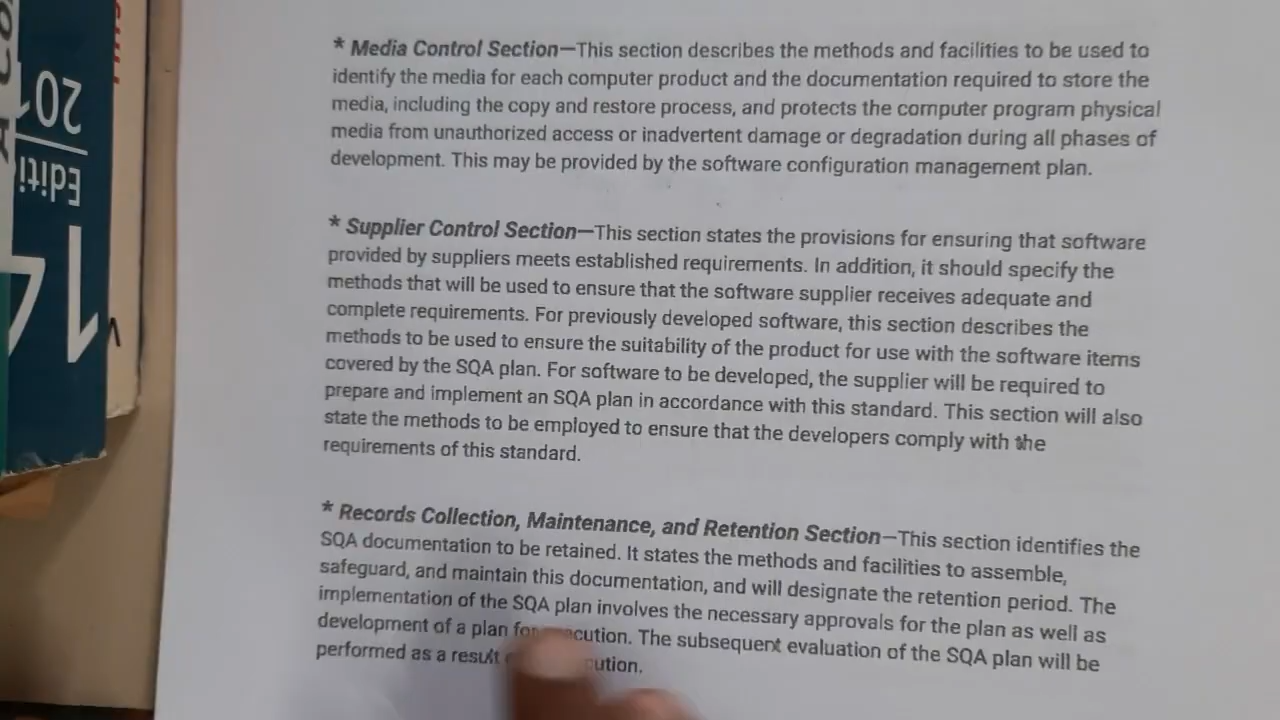 * Media Control Section—This section describes the methods and facilities to be used to
identify the media for each computer product and the documentation required to store the
media, including the copy and restore process, and protects the computer program physical
media from unauthorized access or inadvertent damage or degradation during all phases of
development. This may be provided by the software configuration management plan.
* Supplier Control Section—This section states the provisions for ensuring that software
provided by suppliers meets established requirements. In addition, it should specify the
methods that will be used to ensure that the software supplier receives adequate and
complete requirements. For previously developed software, this section describes the
methods to be used to ensure the suitability of the product for use with the software items
covered by the SQA plan. For software to be developed, the supplier will be required to
prepare and implement an SQA plan in accordance with this standard. This section will also
state the methods to be employed to ensure that the developers comply with the
requirements of this standard.
* Records Collection, Maintenance, and Retention Section—This section identifies the
SQA documentation to be retained. It states the methods and facilities to assemble,
safeguard, and maintain this documentation, and will designate the retention period. The
implementation of the SQA plan involves the necessary approvals for the plan as well as
development of a plan for cution. The subsequent evaluation of the SQA plan will be
performed as a result ution.
201
Editi
14